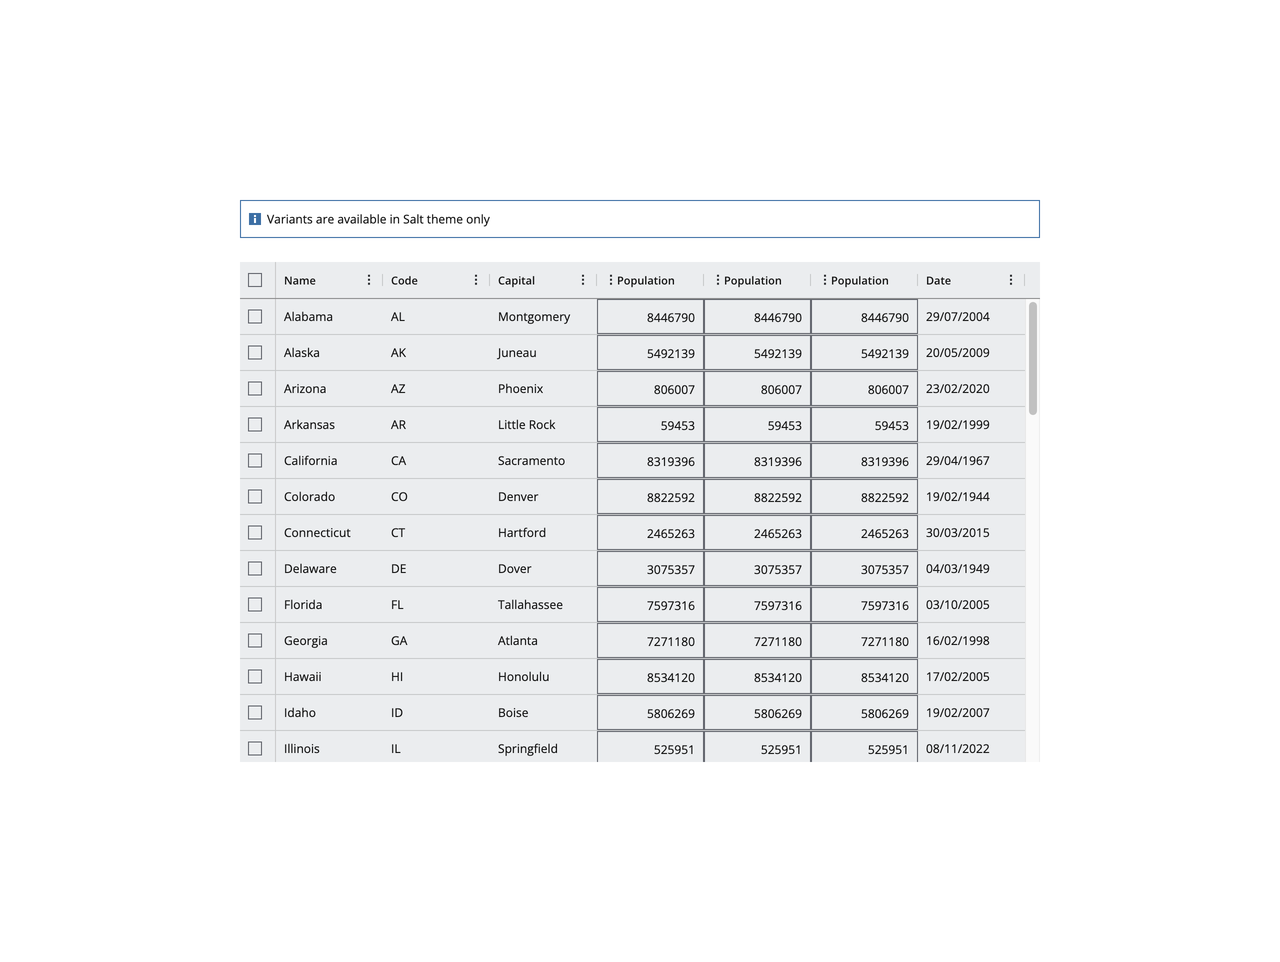 Variants are available in Salt theme only
Name Code Capital Population Population Population Date
Alabama AL Montgomery 8446790 8446790 8446790 29/07/2004
Alaska AK Juneau 5492139 5492139 5492139 20/05/2009
Arizona AZ Phoenix 806007 806007 806007 23/02/2020
Arkansas AR Little Rock 59453 59453 59453 19/02/1999
California CA Sacramento 8319396 8319396 8319396 29/04/1967
Colorado CO Denver 8822592 8822592 8822592 19/02/1944
Connecticut CT Hartford 2465263 2465263 2465263 30/03/2015
Delaware DE Dover 3075357 3075357 3075357 04/03/1949
Florida FL Tallahassee 7597316 7597316 7597316 03/10/2005
Georgia GA Atlanta 7271180 7271180 7271180 16/02/1998
Hawaii HI Honolulu 8534120 8534120 8534120 17/02/2005
Idaho ID Boise 5806269 5806269 5806269 19/02/2007
Illinois IL Springfield 525951 525951 525951 08/11/2022